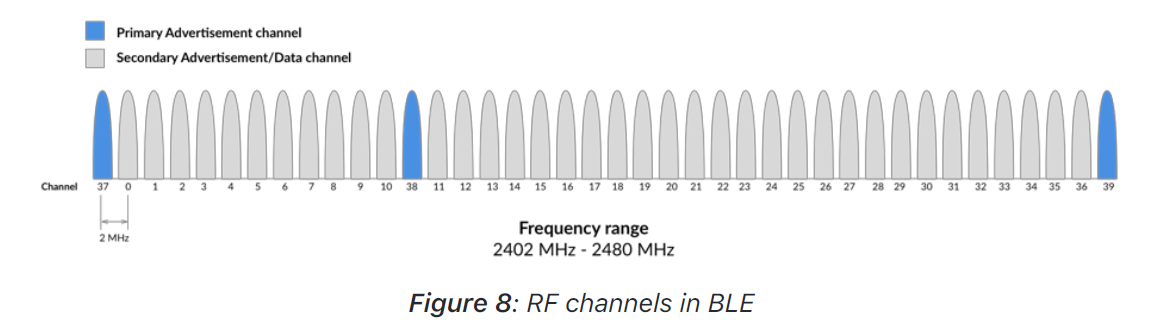 Primary Advertisement channel
Secondary Advertisement/Data channel
Channel 37 0 1 2 3 4 5 6 7 8 9 10 38 11 12 13 14 15 16 17 18 19 20 21 22 23 24 25 26 27 28 29 30 31 32 33 34 35 36 39
2 MHz
Frequency range
2402 MHz - 2480 MHz
Figure 8: RF channels in BLE